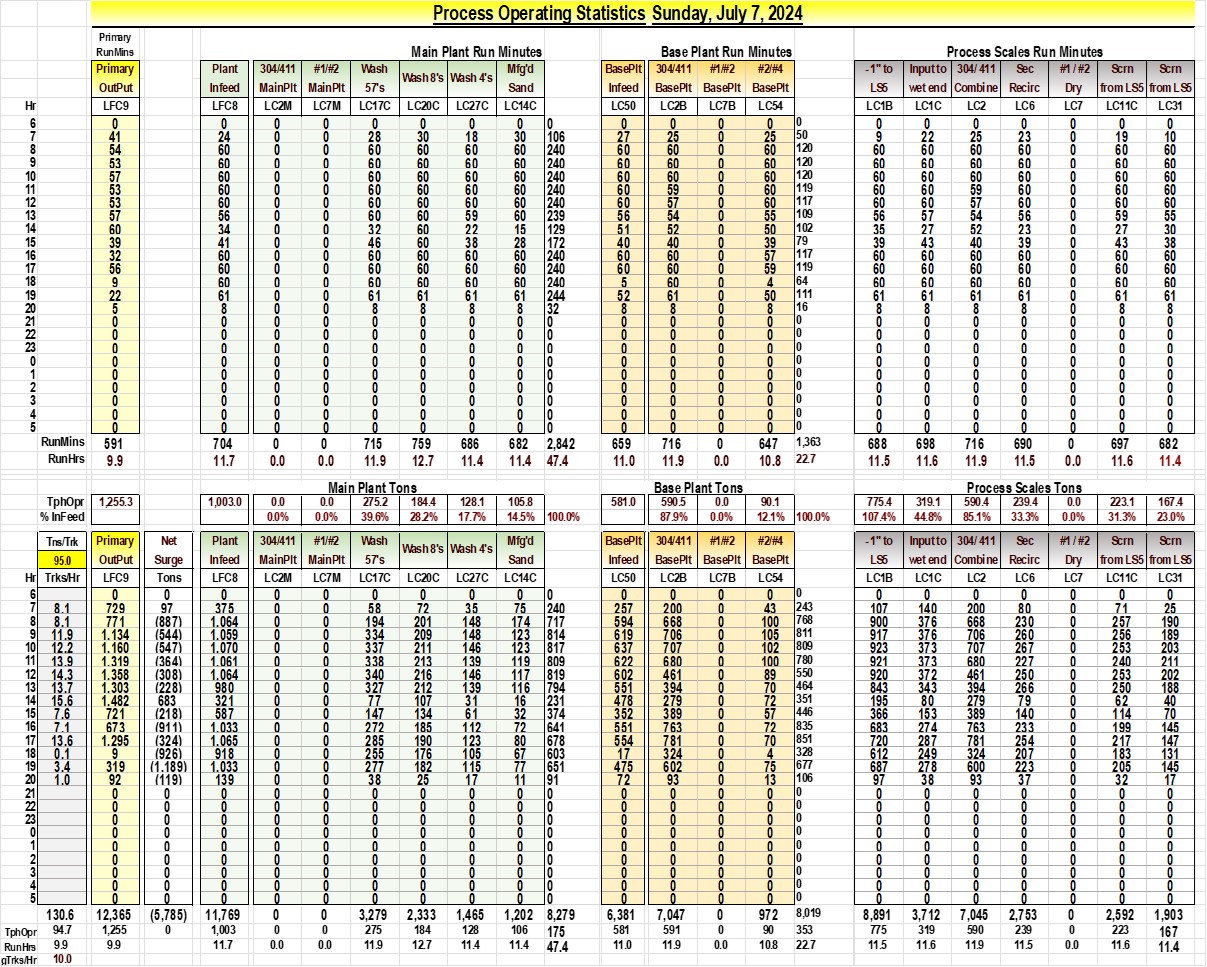 Process Operating Statistics Sunday, July 7, 2024
Primary
RunMins Main Plant Run Minutes Base Plant Run Minutes Process Scales Run Minutes
Primary Plant 304/411 #1/#2 Wash Wash 8's Wash 4's Mfg'd BasePlt 304/411 #1/#2 #2/#4 -1" to Input to 304/ 411 Sec #1 / #2 Scrn Scrn
OutPut Infeed MainPlt MainPlt 57's Sand Infeed BasePlt BasePlt BasePlt LS5 wet end Combine Recirc Dry from LS5 from LS5
Hr LFC9 LFC8 LC2M LC7M LC17C LC20C LC27C LC14C LC50 LC2B LC7B LC54 LC1B LC1C LC2 LC6 LC7 LC11C LC31
6 0 0 0 0 0 0 0 0 0 0 0 0 0 0 0 0 0 0 0 0 0
7 41 24 0 0 28 30 18 30 106 27 25 0 25 50 9 22 25 23 0 19 10
8 54 60 0 0 60 60 60 60 240 60 60 0 60 120 60 60 60 60 0 60 60
9 53 60 0 0 60 60 60 60 240 60 60 0 60 120 60 60 60 60 0 60 60
10 57 60 0 0 60 60 60 60 240 60 60 0 60 120 60 60 60 60 0 60 60
11 53 60 0 0 60 60 60 60 240 60 59 0 60 119 60 60 59 60 0 60 60
12 53 60 0 0 60 60 60 60 240 60 57 0 60 117 60 60 57 60 0 60 60
13 57 56 0 0 60 60 59 60 239 56 54 0 55 109 56 57 54 56 0 59 55
14 60 34 0 0 32 60 22 15 129 51 52 0 50 102 35 27 52 23 0 27 30
15 39 41 0 0 46 60 38 28 172 40 40 0 39 79 39 43 40 39 0 43 38
16 32 60 0 0 60 60 60 60 240 60 60 0 57 117 60 60 60 60 0 60 60
17 56 60 0 0 60 60 60 60 240 60 60 0 59 119 60 60 60 60 0 60 60
18 9 60 0 0 60 60 60 60 240 5 60 0 4 64 60 60 60 60 0 60 60
19 22 61 0 0 61 61 61 61 244 52 61 0 50 111 61 61 61 61 0 61 61
20 5 8 0 0 8 8 8 8 32 8 8 0 8 16 8 8 8 8 0 8 8
21 0 0 0 0 0 0 0 0 0 0 0 0 0 0 0 0 0 0 0 0 0
22 0 0 0 0 0 0 0 0 0 0 0 0 0 0 0 0 0 0 0 0 0
23 0 0 0 0 0 0 0 0 0 0 0 0 0 0 0 0 0 0 0 0 0
0 0 0 0 0 0 0 0 0 0 0 0 0 0 0 0 0 0 0 0 0 0
1 0 0 0 0 0 0 0 0 0 0 0 0 0 0 0 0 0 0 0 0 0
2 0 0 0 0 0 0 0 0 0 0 0 0 0 0 0 0 0 0 0 0 0
3 0 0 0 0 0 0 0 0 0 0 0 0 0 0 0 0 0 0 0 0 0
4 0 0 0 0 0 0 0 0 0 0 0 0 0 0 0 0 0 0 0 0 0
5 0 0 0 0 0 0 0 0 0 0 0 0 0 0 0 0 0 0 0 0 0
RunMins 591 704 0 0 715 759 686 682 2,842 659 716 0 647 1,363 688 698 716 690 0 697 682
RunHrs 9.9 11.7 0.0 0.0 11.9 12.7 11.4 11.4 47.4 11.0 11.9 0.0 10.8 22.7 11.5 11.6 11.9 11.5 0.0 11.6 11.4
Main Plant Tons Base Plant Tons Process Scales Tons
TphOpr 1,255.3 1,003.0 0.0 0.0 275.2 184.4 128.1 105.8 581.0 590.5 0.0 90.1 775.4 319.1 590.4 239.4 0.0 223.1 167.4
% InFeed 0.0% 0.0% 39.6% 28.2% 17.7% 14.5% 100.0% 87.9% 0.0% 12.1% 100.0% 107.4% 44.8% 85.1% 33.3% 0.0% 31.3% 23.0%
Tns/Trk Primary Net Plant 304/411 #1/#2 Wash Wash 8's Wash 4's Mfg'd BasePlt 304/411 #1/#2 #2/#4 -1" to Input to 304/ 411 Sec #1 / #2 Scrn Scrn
95.0 OutPut Surge Infeed MainPlt MainPlt 57's Sand Infeed BasePlt BasePlt BasePlt LS5 wet end Combine Recirc Dry from LS5 from LS5
Hr Trks/Hr LFC9 Tons LFC8 LC2M LC7M LC17C LC20C LC27C LC14C LC50 LC2B LC7B LC54 LC1B LC1C LC2 LC6 LC7 LC11C LC31
6 0 0 0 0 0 0 0 0 0 0 0 0 0 0 0 0 0 0 0 0 0 0
7 8.1 729 97 375 0 0 58 72 35 75 240 257 200 0 43 243 107 140 200 80 0 71 25
8 8.1 771 (887) 1,064 0 0 194 201 148 174 717 594 668 0 100 768 900 376 668 230 0 257 190
9 11.9 1,134 (544) 1,059 0 0 334 209 148 123 814 619 706 0 105 811 917 376 706 260 0 256 189
10 12.2 1,160 (547) 1,070 0 0 337 211 146 123 817 637 707 0 102 809 923 373 707 267 0 253 203
11 13.9 1,319 (364) 1,061 0 0 338 213 139 119 809 622 680 0 100 780 921 373 680 227 0 240 211
12 14.3 1,358 (308) 1,064 0 0 340 216 146 117 819 602 461 0 89 550 920 372 461 250 0 253 202
13 13.7 1,303 (228) 980 0 0 327 212 139 116 794 551 394 0 70 464 843 343 394 266 0 250 188
14 15.6 1,482 683 321 0 0 77 107 31 16 231 478 279 0 72 351 195 80 279 79 0 62 40
15 7.6 721 (218) 587 0 0 147 134 61 32 374 352 389 0 57 446 366 153 389 140 0 114 70
16 7.1 673 (911) 1,033 0 0 272 185 112 72 641 551 763 0 72 835 683 274 763 233 0 199 145
17 13.6 1,295 (324) 1,065 0 0 285 190 123 80 678 554 781 0 70 851 720 287 781 254 0 217 147
18 0.1 9 (926) 918 0 0 255 176 105 67 603 17 324 0 4 328 612 249 324 207 0 183 131
19 3.4 319 (1,189) 1,033 0 0 277 182 115 77 651 475 602 0 75 677 687 278 600 223 0 205 145
20 1.0 92 (119) 139 0 0 38 25 17 11 91 72 93 0 13 106 97 38 93 37 0 32 17
21 0 0 0 0 0 0 0 0 0 0 0 0 0 0 0 0 0 0 0 0 0 0
22 0 0 0 0 0 0 0 0 0 0 0 0 0 0 0 0 0 0 0 0 0 0
23 0 0 0 0 0 0 0 0 0 0 0 0 0 0 0 0 0 0 0 0 0 0
0 0 0 0 0 0 0 0 0 0 0 0 0 0 0 0 0 0 0 0 0 0 0
1 0 0 0 0 0 0 0 0 0 0 0 0 0 0 0 0 0 0 0 0 0 0
2 0 0 0 0 0 0 0 0 0 0 0 0 0 0 0 0 0 0 0 0 0 0
3 0 0 0 0 0 0 0 0 0 0 0 0 0 0 0 0 0 0 0 0 0 0
4 0 0 0 0 0 0 0 0 0 0 0 0 0 0 0 0 0 0 0 0 0 0
5 0 0 0 0 0 0 0 0 0 0 0 0 0 0 0 0 0 0 0 0 0 0
130.6 12,365 (5,785) 11,769 0 0 3,279 2,333 1,465 1,202 8,279 6,381 7,047 0 972 8,019 8,891 3,712 7,045 2,753 0 2,592 1,903
TphOpr 94.7 1,255 0 1,003 0 0 275 184 128 106 175 581 591 0 90 353 775 319 590 239 0 223 167
RunHrs 9.9 9.9 11.7 0.0 0.0 11.9 12.7 11.4 11.4 47.4 11.0 11.9 0.0 10.8 22.7 11.5 11.6 11.9 11.5 0.0 11.6 11.4
gTrks/Hr 10.0